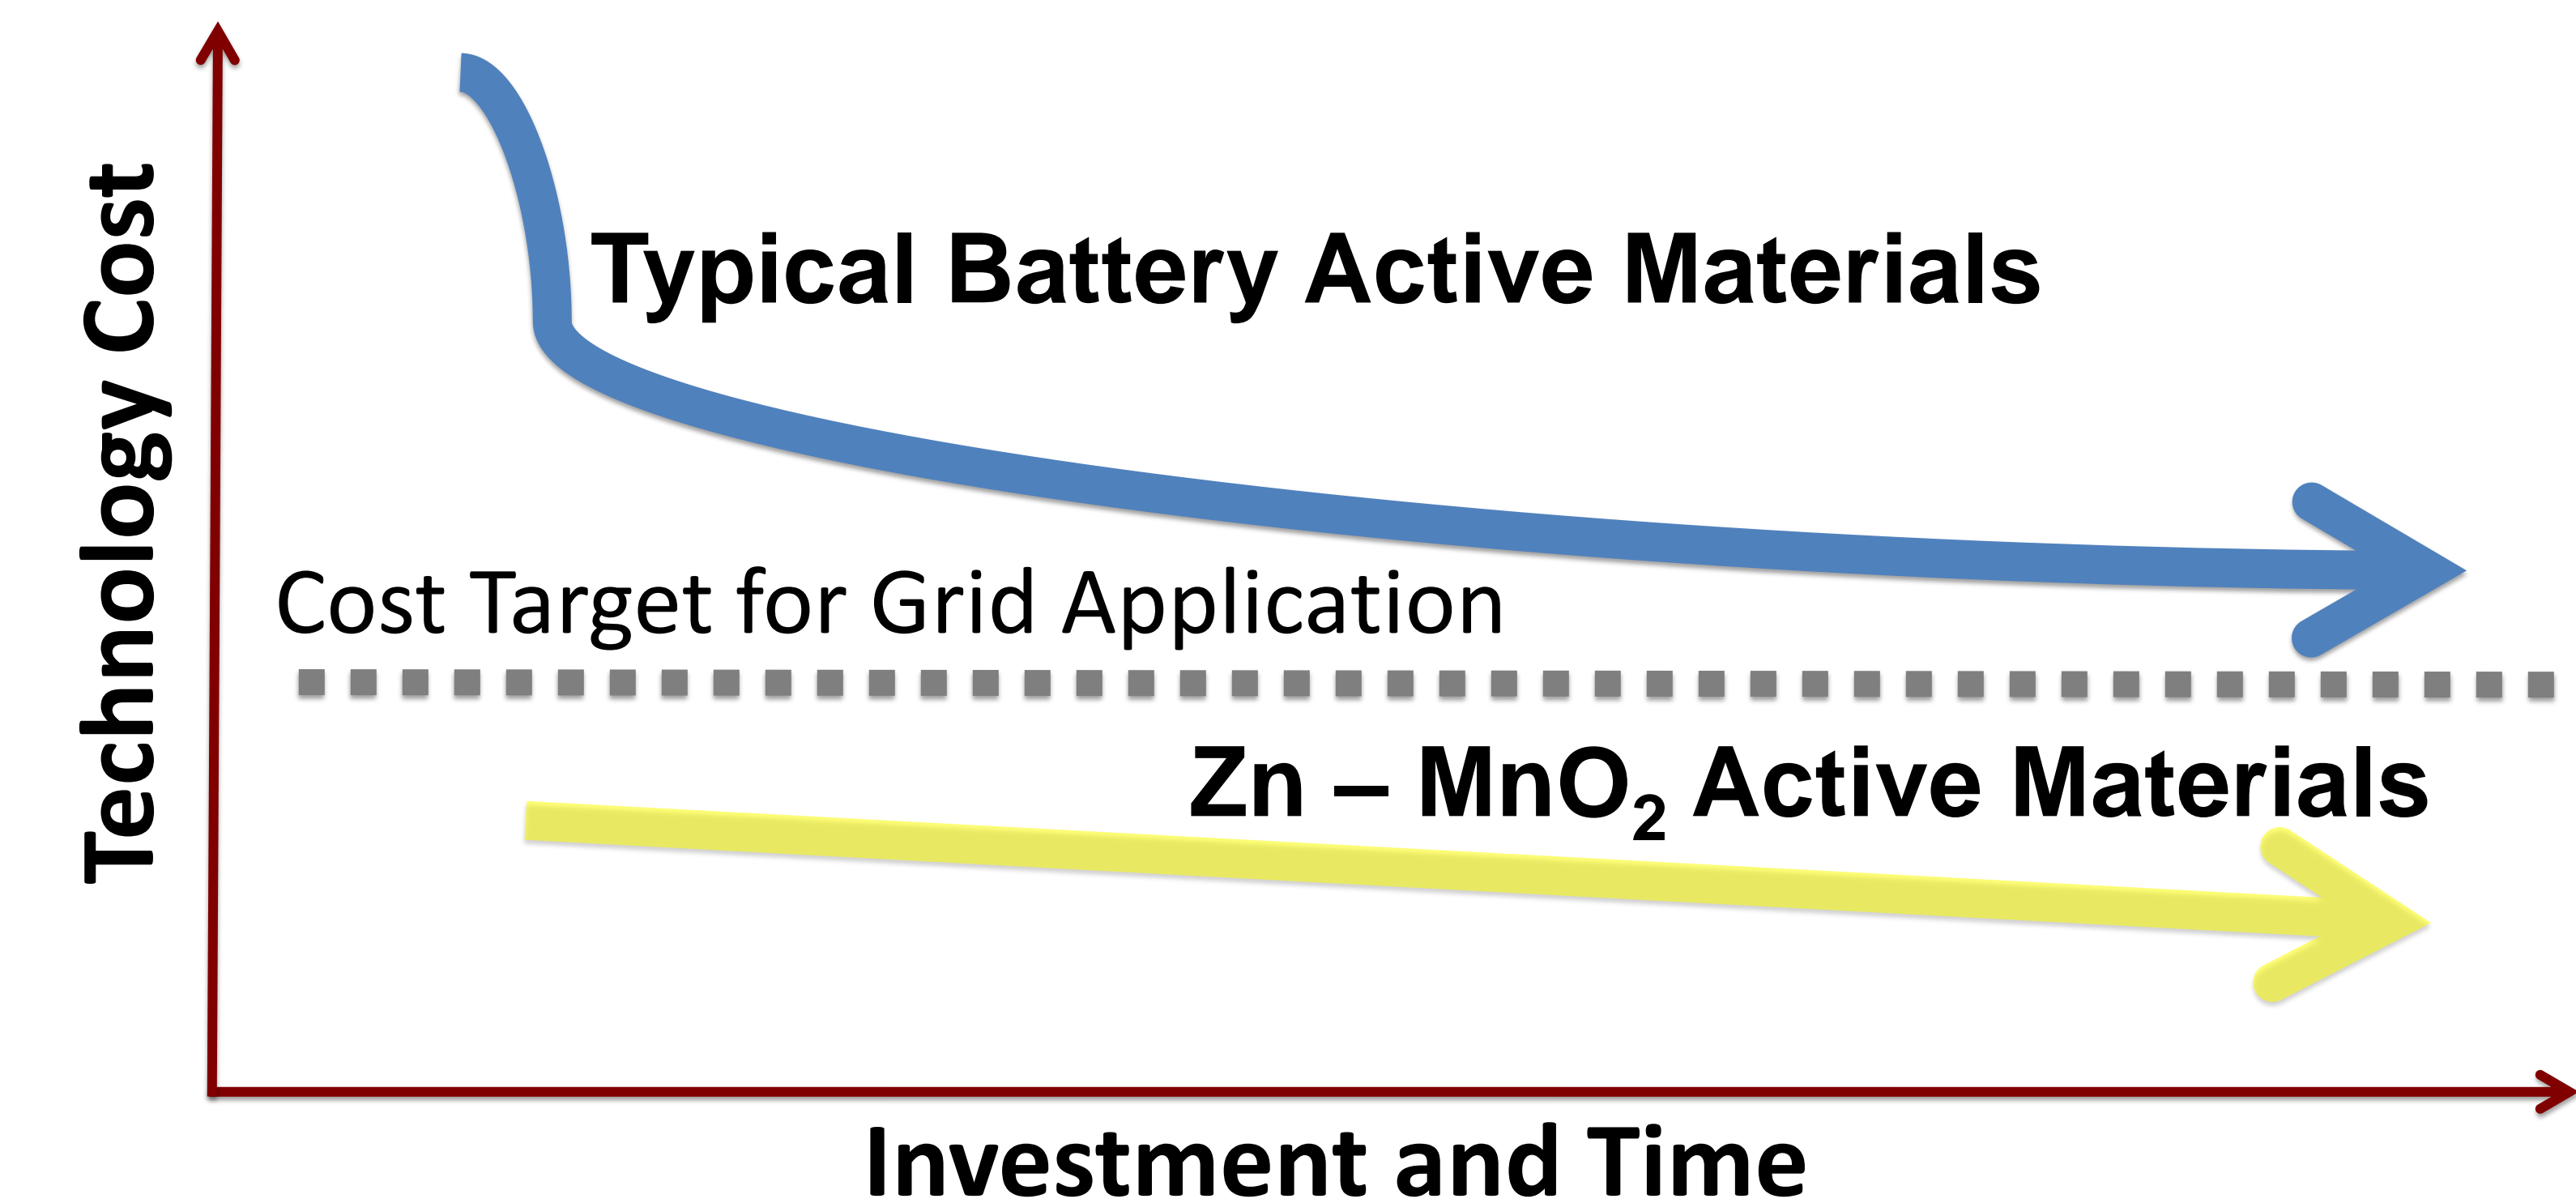 Technology Cost
Typical Battery Active Materials
Cost Target for Grid Application
Zn – MnO₂ Active Materials
Investment and Time